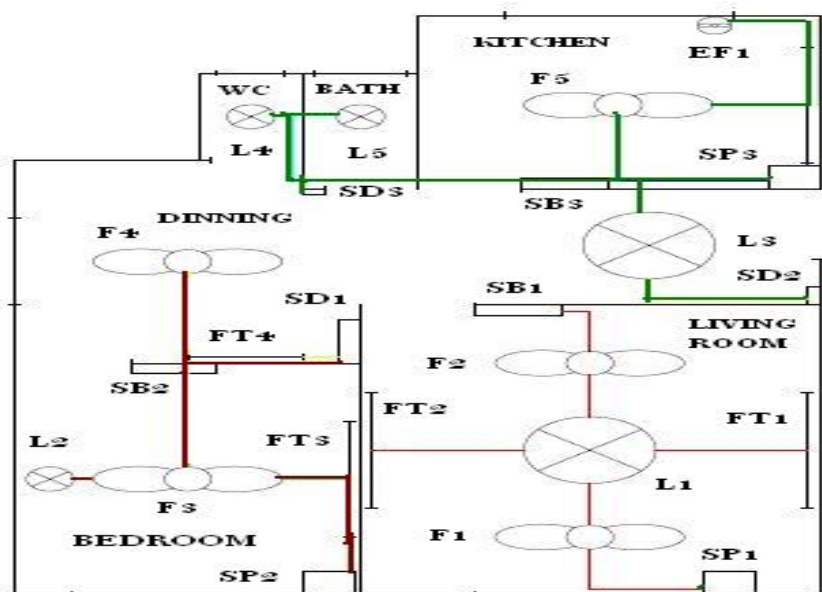 KITCHEN
EF1
F5
WC
BATH
L4
L5
SP3
SD3
SB3
DINNING
F4
L3
SD2
SD1
SB1
LIVING
ROOM
FT4
F2
SB2
FT2
FT1
L2
FT3
L1
F3
F1
BEDROOM
SP1
SP2